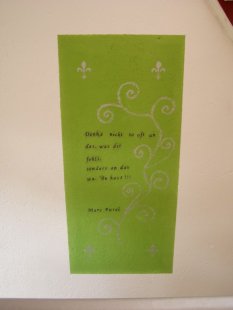 Denke nicht so oft an
das, was dir
fehlt,
sondern an das
was Du hast !!!
Marc Aurel